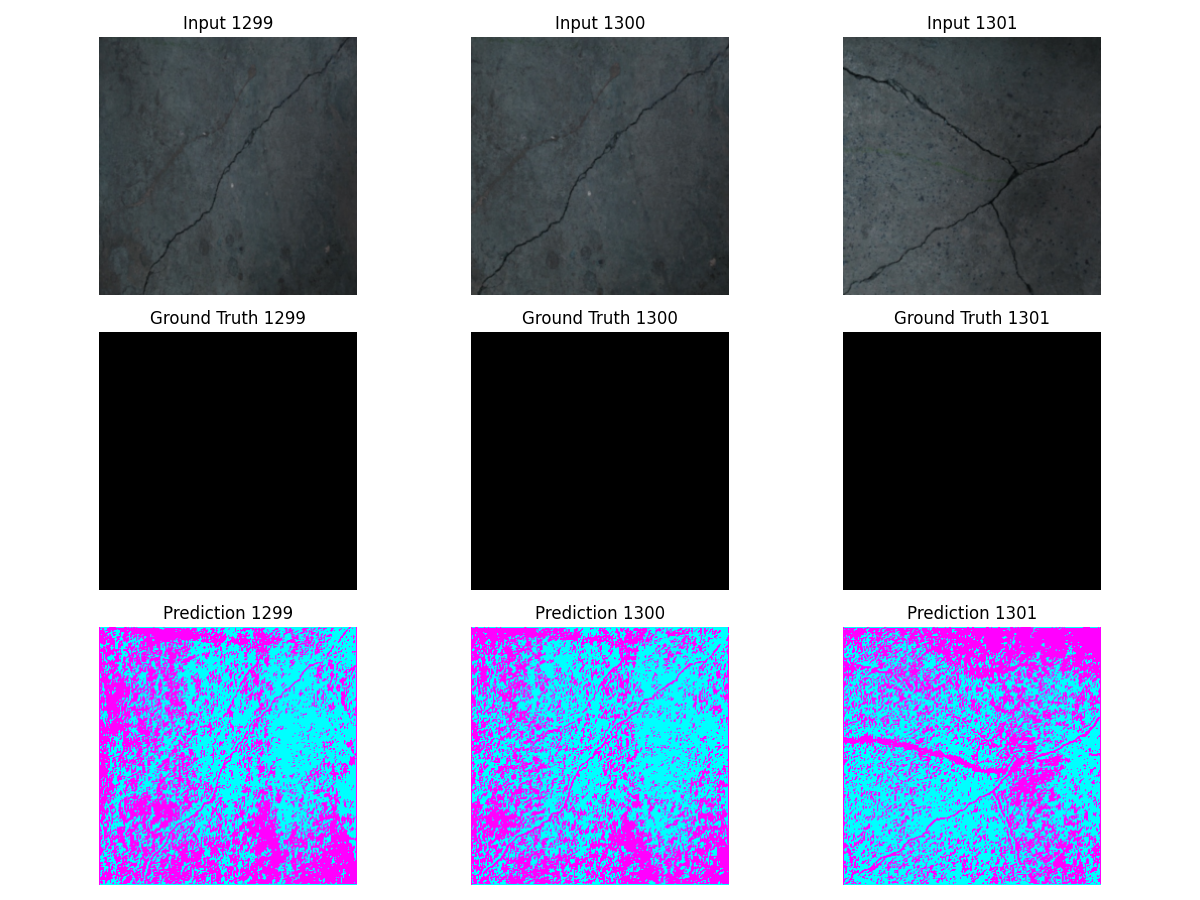 Input 1299
Input 1300
Input 1301
Ground Truth 1299
Ground Truth 1300
Ground Truth 1301
Prediction 1299
Prediction 1300
Prediction 1301